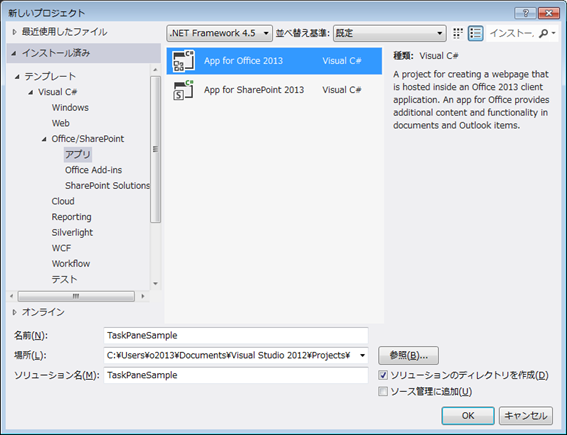 新しいプロジェクト
最近使用したファイル
.NET Framework 4.5 並べ替え基準: 既定
インストール...
インストール済み
テンプレート
Visual C#
Windows
Web
Office/SharePoint
アプリ
Office Add-ins
SharePoint Solutions
Cloud
Reporting
Silverlight
WCF
Workflow
テスト
オンライン
App for Office 2013 Visual C#
App for SharePoint 2013 Visual C#
種類: Visual C#
A project for creating a webpage that
is hosted inside an Office 2013 client
application. An app for Office provides
additional content and functionality in
documents and Outlook items.
名前(N): TaskPaneSample
場所(L): C:¥Users¥o2013¥Documents¥Visual Studio 2012¥Projects¥
参照(B)...
ソリューション名(M): TaskPaneSample
ソリューションのディレクトリを作成(D)
ソース管理に追加(U)
OK キャンセル